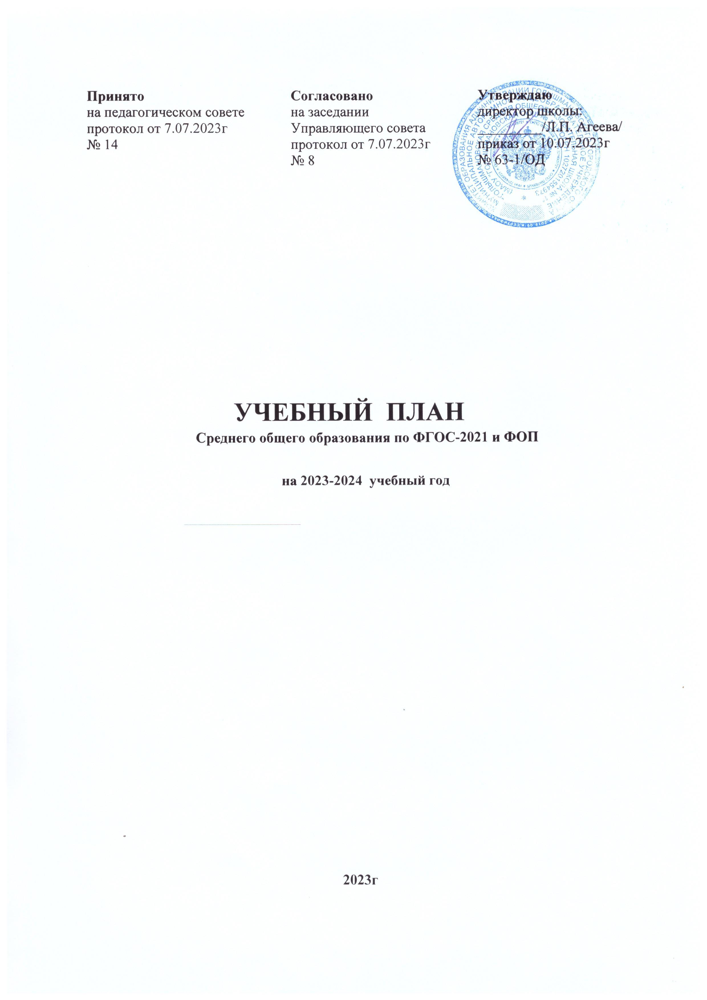 Принято
на педагогическом совете
протокол от 7.07.2023г
№ 14
Согласовано
на заседании
Управляющего совета
протокол от 7.07.2023г
№ 8
Утверждаю
директор школы:
/Л.П. Агеева/
приказ от 10.07.2023г
№ 63-1/ОД
УЧЕБНЫЙ ПЛАН
Среднего общего образования по ФГОС-2021 и ФОП
на 2023-2024 учебный год
2023г